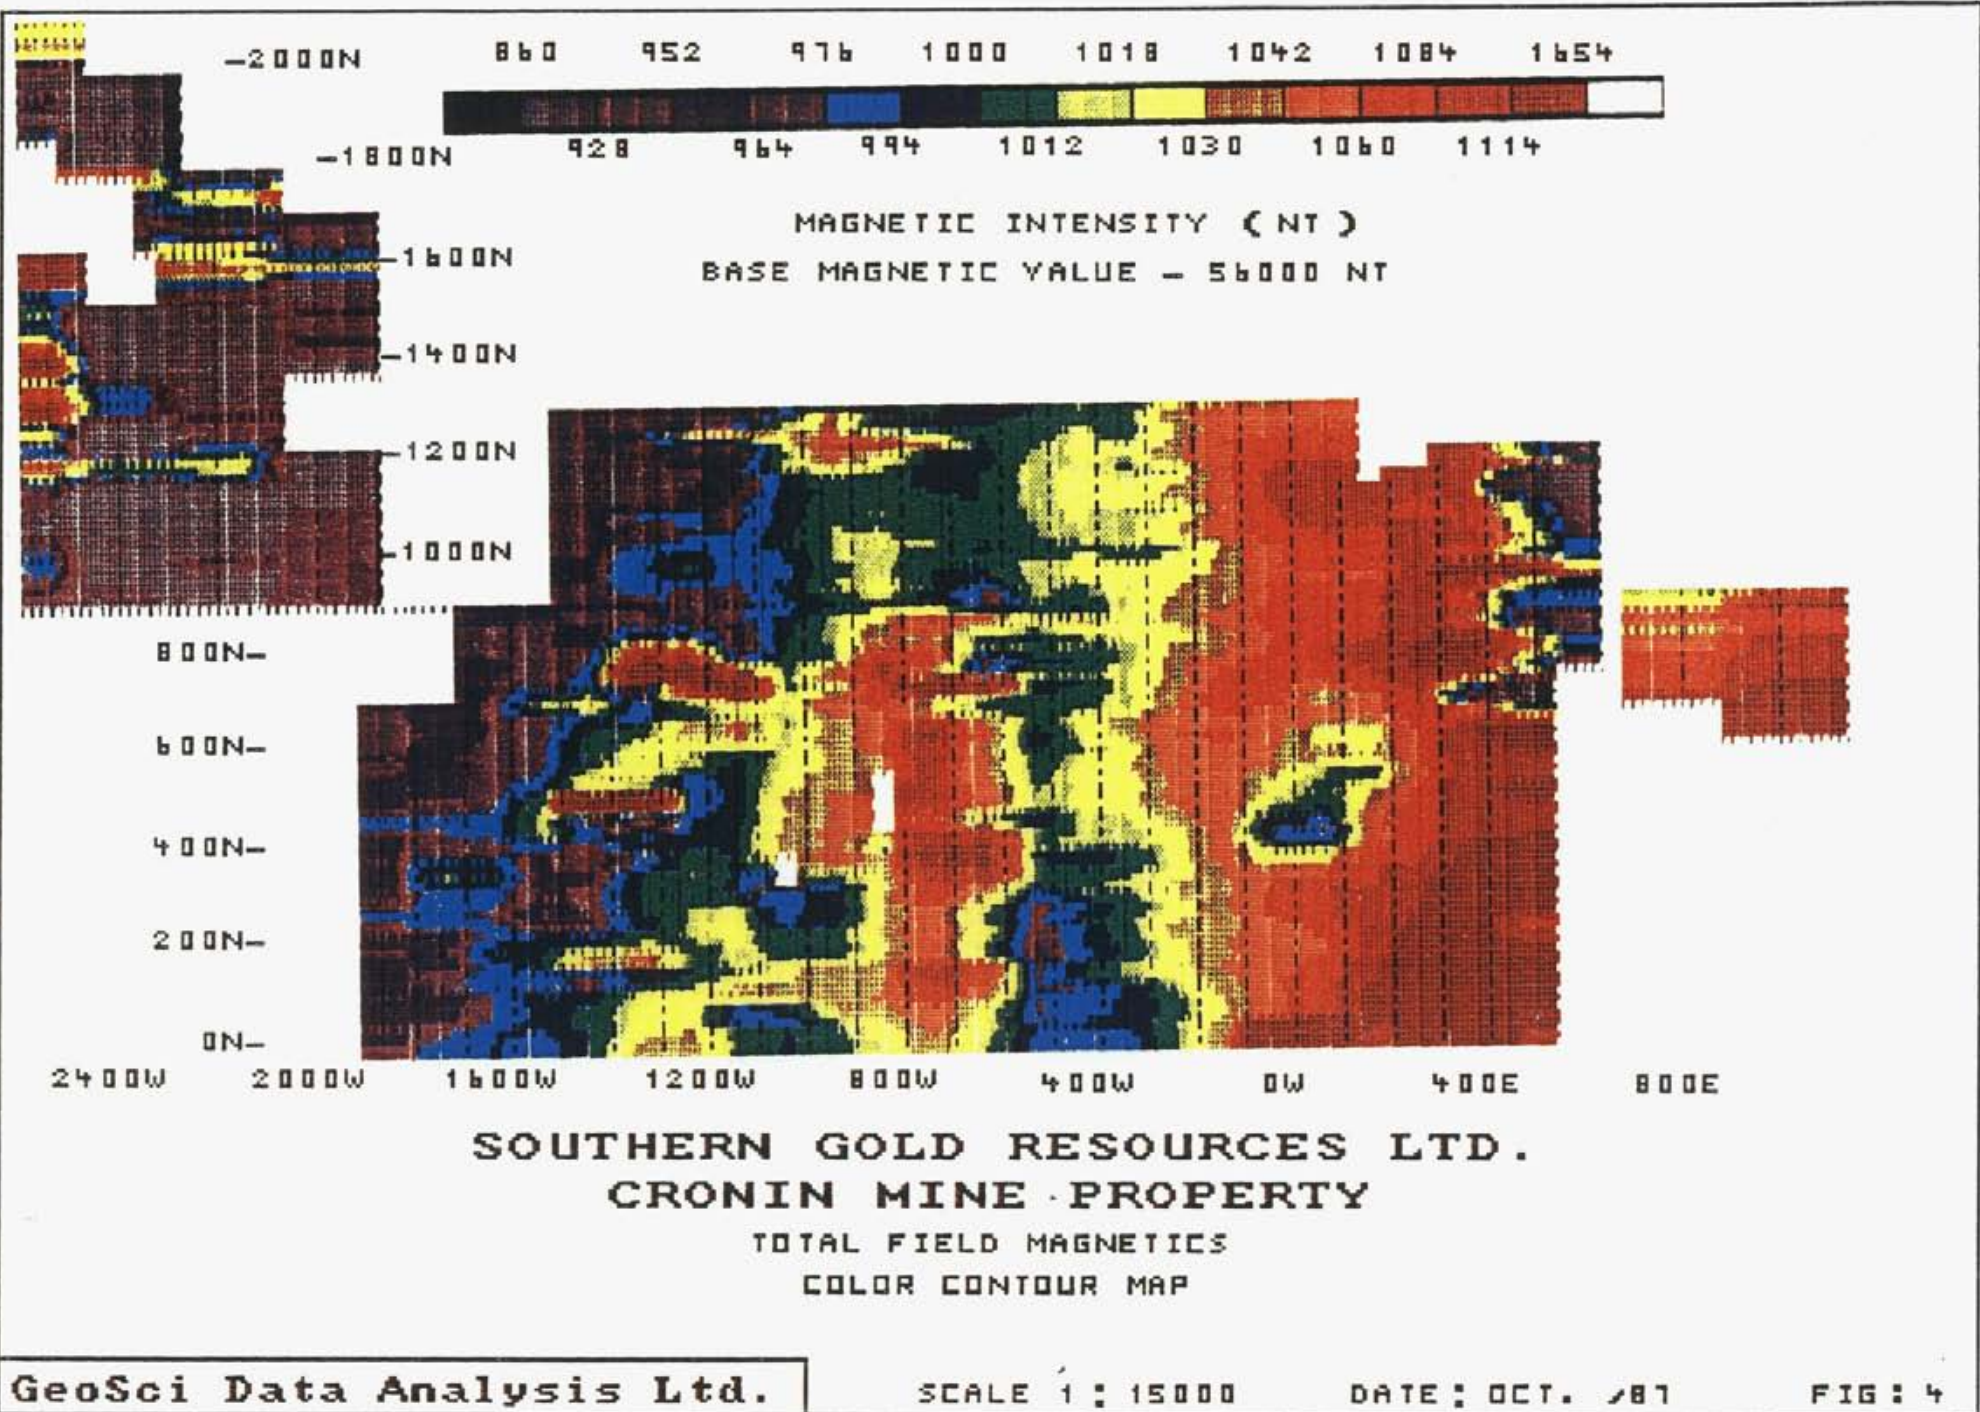 -2000N 860 952 976 1000 1018 1042 1084 1654
-1800N 928 964 994 1012 1030 1060 1114
MAGNETIC INTENSITY (NT)
-1600N
BASE MAGNETIC VALUE - 56000 NT
-1400N
-1200N
-1000N
800N-
600N-
400N-
200N-
0N-
2400W 2000W 1600W 1200W 800W 400W 0W 400E 800E
SOUTHERN GOLD RESOURCES LTD.
CRONIN MINE PROPERTY
TOTAL FIELD MAGNETICS
COLOR CONTOUR MAP
GeoSci Data Analysis Ltd. SCALE 1 : 15000 DATE: OCT. /87 FIG: 4